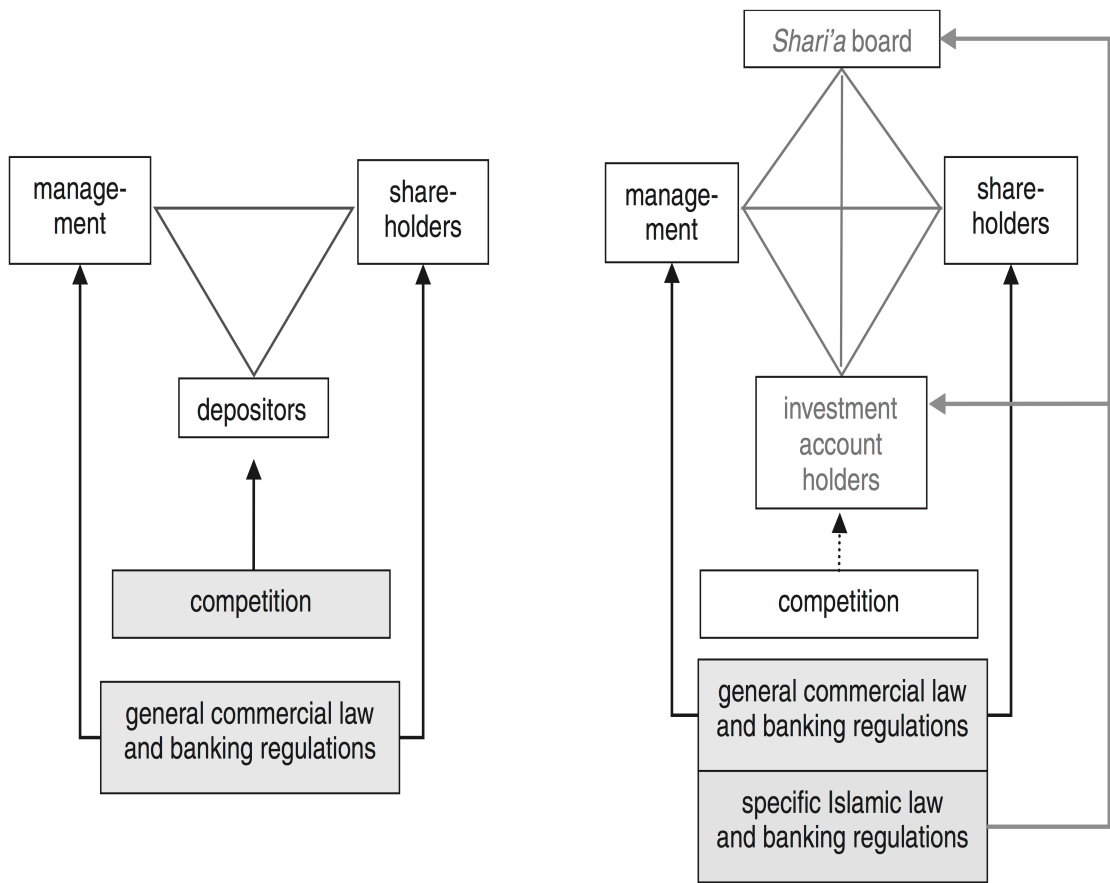 manage-
ment
share-
holders
depositors
competition
general commercial law
and banking regulations
Shari’a board
manage-
ment
share-
holders
investment
account
holders
competition
general commercial law
and banking regulations
specific Islamic law
and banking regulations